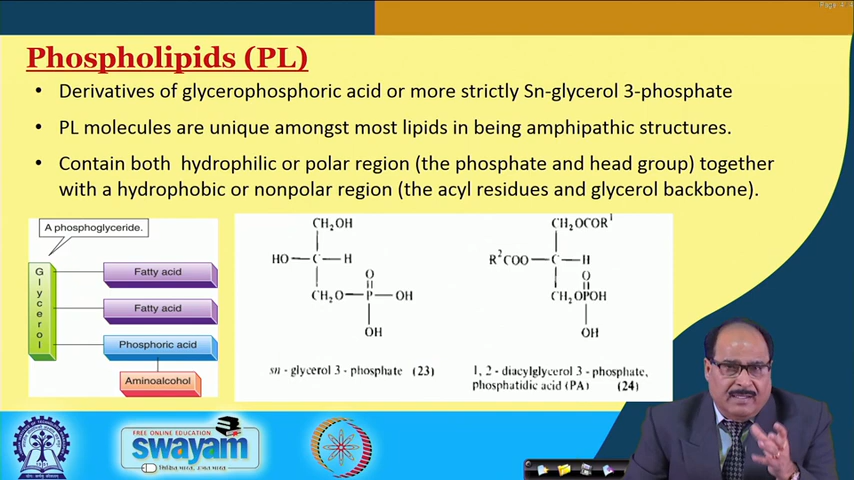 Phospholipids (PL)
• Derivatives of glycerophosphoric acid or more strictly Sn-glycerol 3-phosphate
• PL molecules are unique amongst most lipids in being amphipathic structures.
• Contain both hydrophilic or polar region (the phosphate and head group) together
with a hydrophobic or nonpolar region (the acyl residues and glycerol backbone).
A phosphoglyceride.
Glycerol
Fatty acid
Fatty acid
Phosphoric acid
Aminoalcohol
CH₂OH
HO—C—H
O
CH₂O—P—OH
OH
sn - glycerol 3 - phosphate (23)
CH₂OCOR¹
R²COO—C—H
O
CH₂OPOH
OH
1, 2 - diacylglycerol 3 - phosphate,
phosphatidic acid (PA) (24)
FREE ONLINE EDUCATION
swayam
शिक्षित भारत, उन्नत भारत